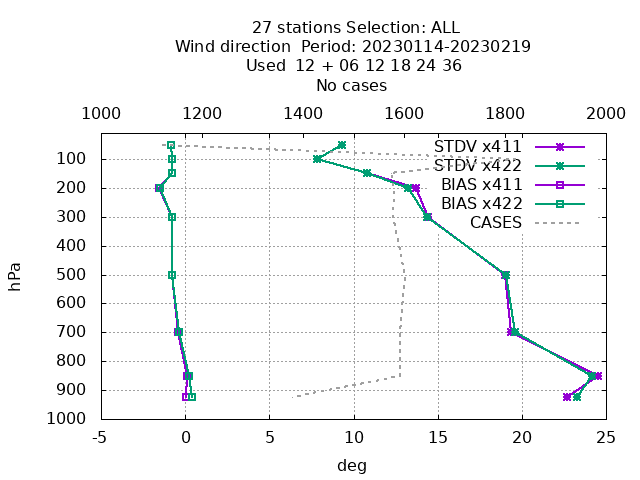 27 stations Selection: ALL
Wind direction  Period: 20230114-20230219
Used  12 + 06 12 18 24 36
No cases
1000 1200 1400 1600 1800 2000
STDV x411
STDV x422
BIAS x411
BIAS x422
CASES
100
200
300
400
500
600
700
800
900
1000
hPa
-5 0 5 10 15 20 25
deg